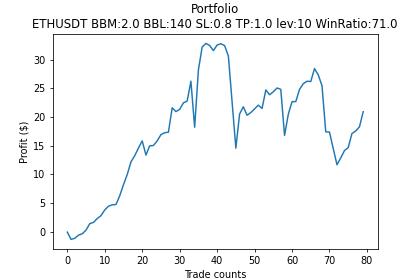 Portfolio
ETHUSDT BBM:2.0 BBL:140 SL:0.8 TP:1.0 lev:10 WinRatio:71.0
30
25
20
15
10
5
0
Profit ($)
0 10 20 30 40 50 60 70 80
Trade counts